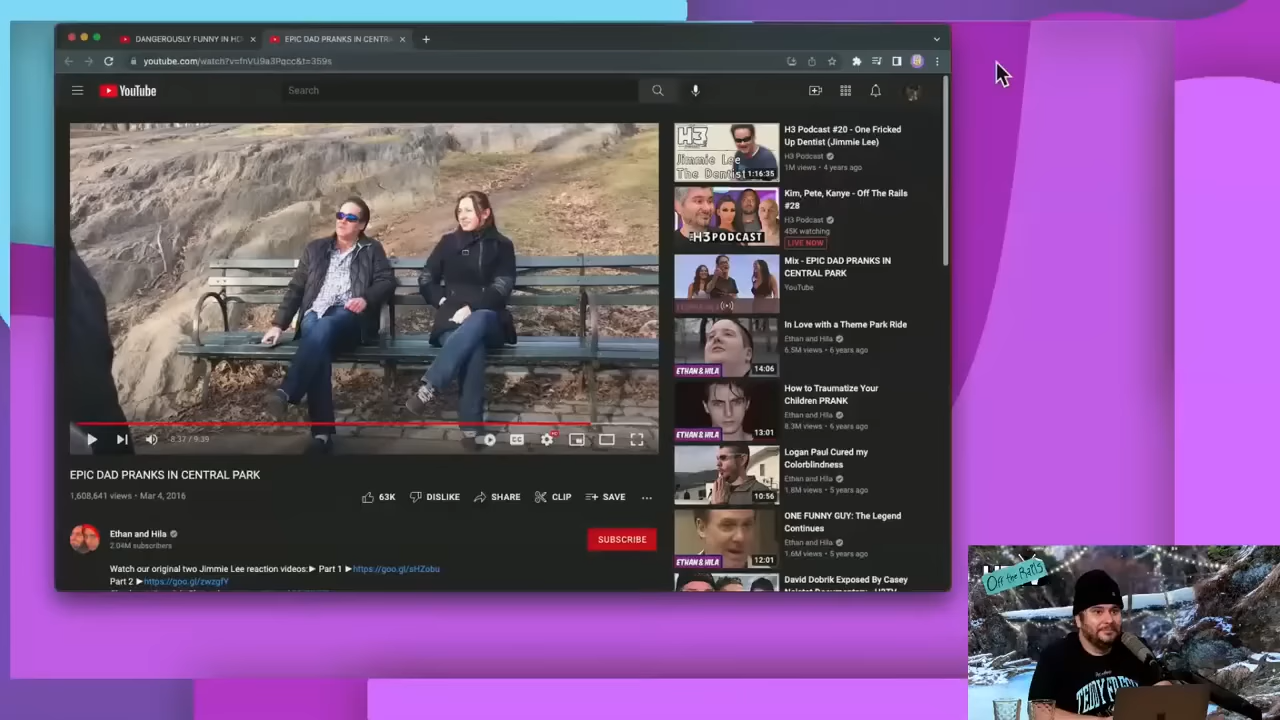 DANGEROUSLY FUNNY IN
EPIC DAD PRANKS IN CENTRA
youtube.com/watch?v=fnVU9a3Pqcc&t=359s
YouTube
Search
8:37 / 9:39
EPIC DAD PRANKS IN CENTRAL PARK
1,608,641 views • Mar 4, 2016
63K
DISLIKE
SHARE
CLIP
SAVE
Ethan and Hila
2.04M subscribers
SUBSCRIBE
Watch our original two Jimmie Lee reaction videos:► Part 1 ►https://goo.gl/sHZobu
Part 2 ►https://goo.gl/zwzgfY
H3
Jimmie Lee
The Dentist
1:16:35
H3 Podcast #20 - One Fricked
Up Dentist (Jimmie Lee)
H3 Podcast
1M views • 4 years ago
H3PODCAST
Kim, Pete, Kanye - Off The Rails
#28
H3 Podcast
45K watching
LIVE NOW
Mix - EPIC DAD PRANKS IN
CENTRAL PARK
YouTube
ETHAN & HILA
14:06
In Love with a Theme Park Ride
Ethan and Hila
6.5M views • 6 years ago
ETHAN & HILA
13:01
How to Traumatize Your
Children PRANK
Ethan and Hila
8.3M views • 6 years ago
10:56
Logan Paul Cured my
Colorblindness
Ethan and Hila
1.8M views • 5 years ago
ETHAN & HILA
12:01
ONE FUNNY GUY: The Legend
Continues
Ethan and Hila
1.6M views • 5 years ago
David Dobrik Exposed By Casey
Off the Rails
TEDDY FRESH